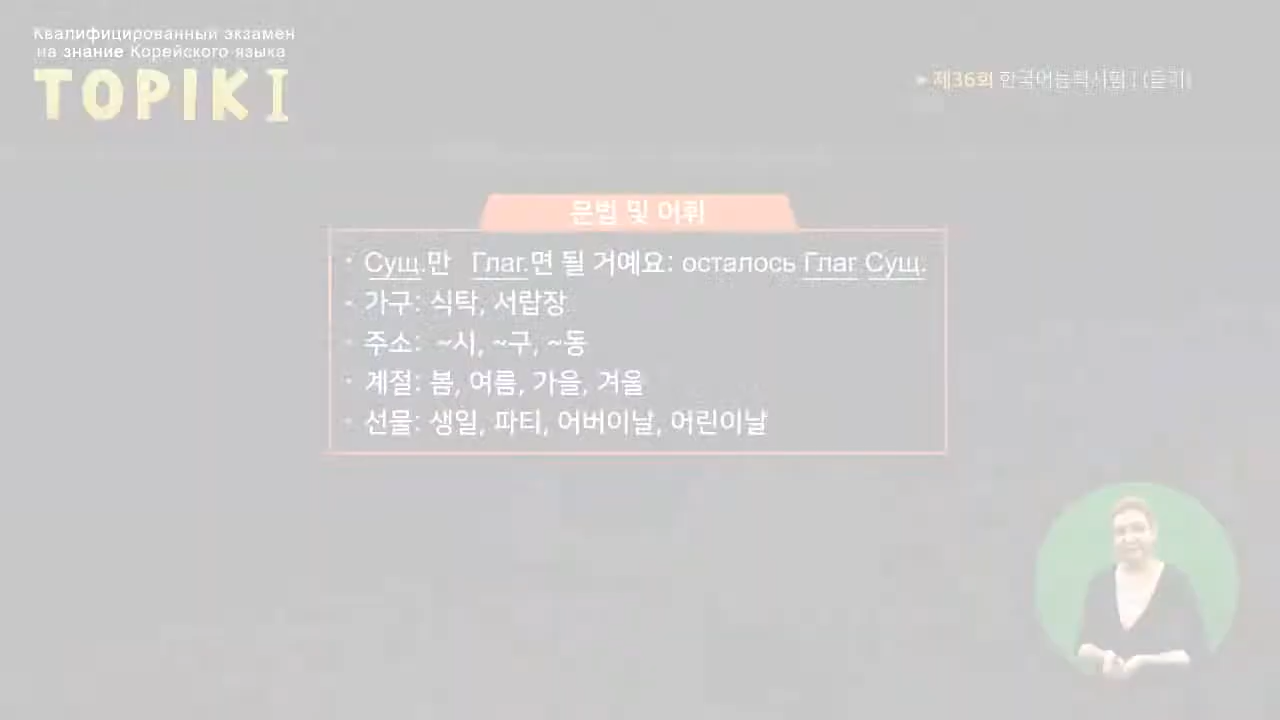 Квалифицированный экзамен
на знание Корейского языка
TOPIK I
▶ 제36회 한국어능력시험 I (듣기)
문법 및 어휘
· Сущ.만 Глаг.면 될 거예요: осталось Глаг Сущ.
· 가구: 식탁, 서랍장
· 주소: ~시, ~구, ~동
· 계절: 봄, 여름, 가을, 겨울
· 선물: 생일, 파티, 어버이날, 어린이날